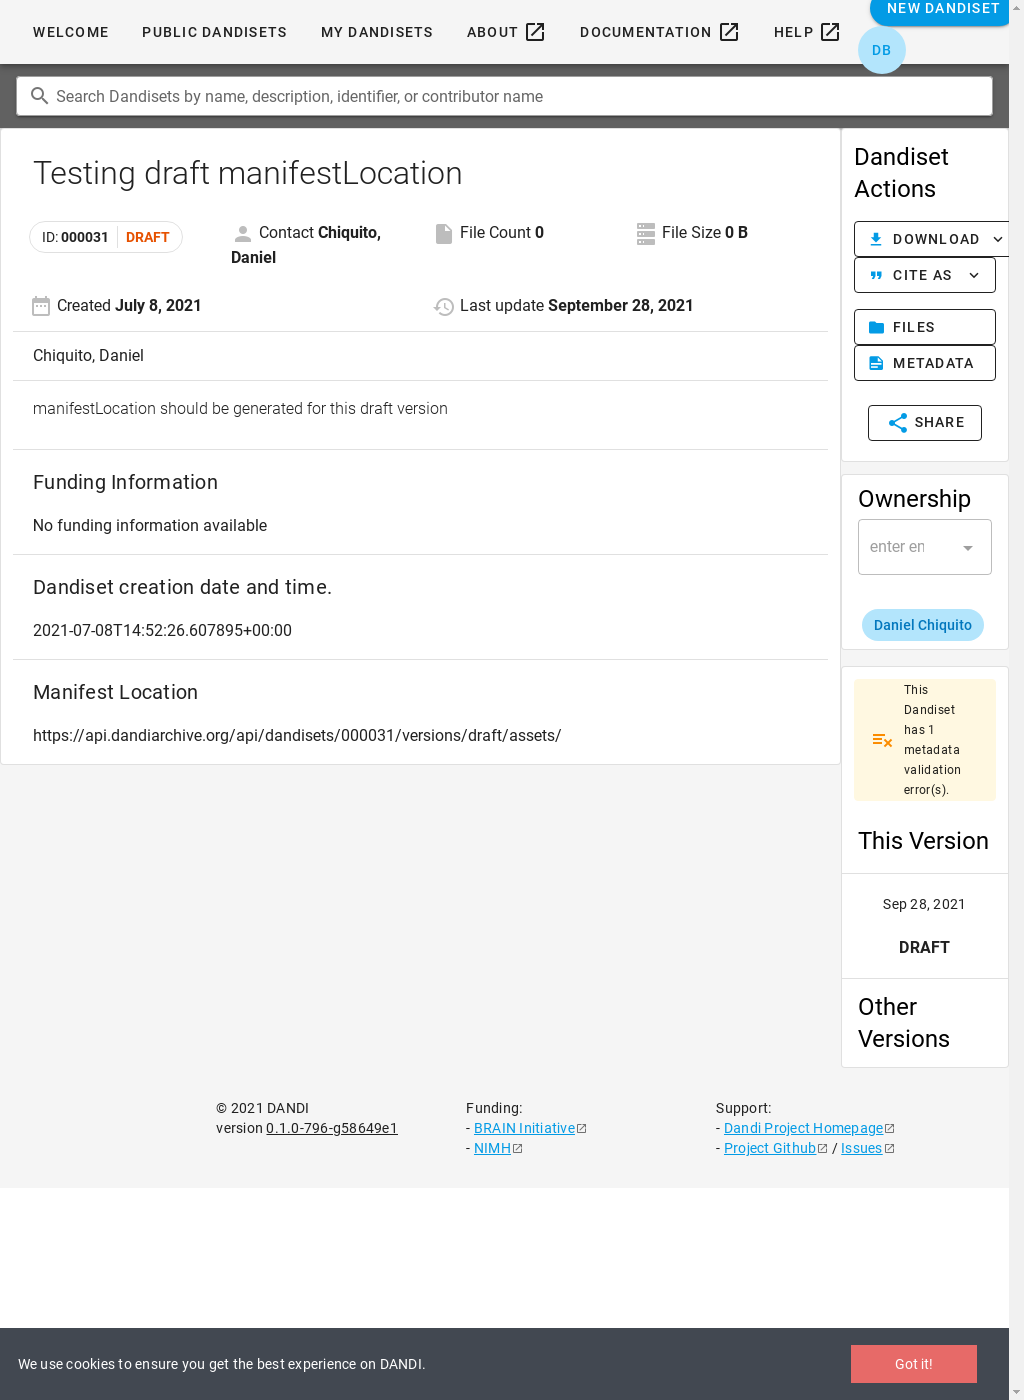 WELCOME PUBLIC DANDISETS MY DANDISETS ABOUT DOCUMENTATION HELP NEW DANDISET
DB
Search Dandisets by name, description, identifier, or contributor name
Testing draft manifestLocation
ID: 000031 DRAFT
Contact Chiquito,
Daniel
File Count 0
File Size 0 B
Created July 8, 2021
Last update September 28, 2021
Chiquito, Daniel
manifestLocation should be generated for this draft version
Funding Information
No funding information available
Dandiset creation date and time.
2021-07-08T14:52:26.607895+00:00
Manifest Location
https://api.dandiarchive.org/api/dandisets/000031/versions/draft/assets/
Dandiset
Actions
DOWNLOAD
CITE AS
FILES
METADATA
SHARE
Ownership
enter en
Daniel Chiquito
This
Dandiset
has 1
metadata
validation
error(s).
This Version
Sep 28, 2021
DRAFT
Other
Versions
© 2021 DANDI
version 0.1.0-796-g58649e1
Funding:
- BRAIN Initiative
- NIMH
Support:
- Dandi Project Homepage
- Project Github / Issues
We use cookies to ensure you get the best experience on DANDI.
Got it!